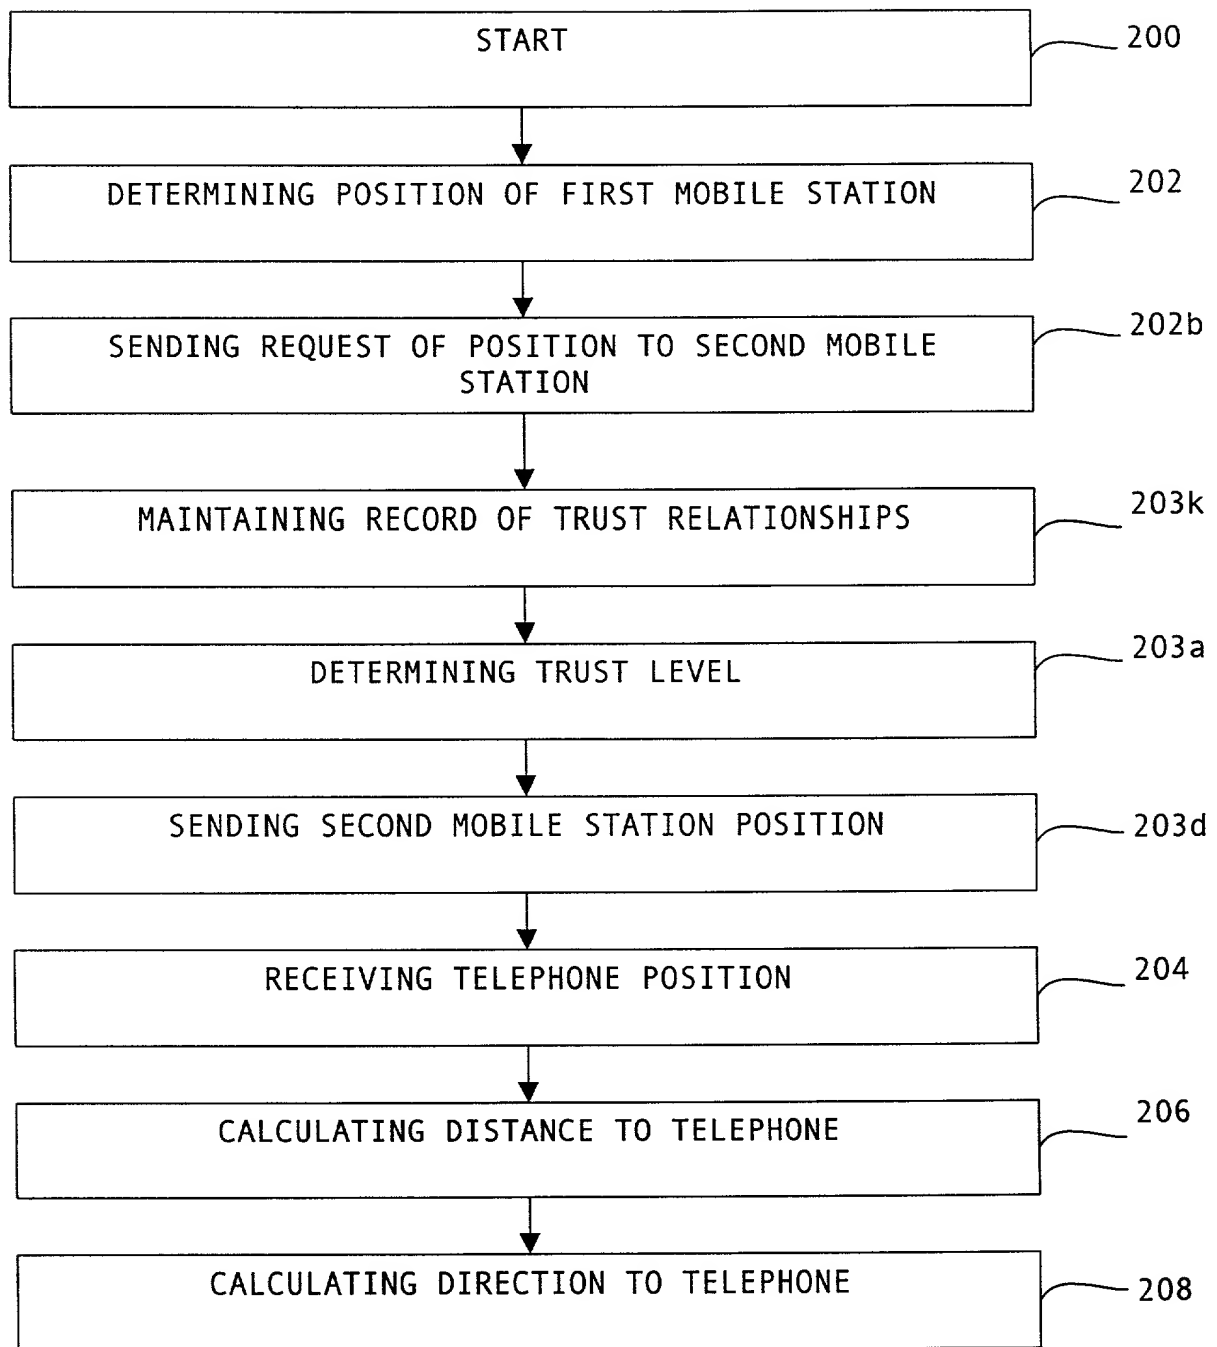 START
200
DETERMINING POSITION OF FIRST MOBILE STATION
202
SENDING REQUEST OF POSITION TO SECOND MOBILE
STATION
202b
MAINTAINING RECORD OF TRUST RELATIONSHIPS
203k
DETERMINING TRUST LEVEL
203a
SENDING SECOND MOBILE STATION POSITION
203d
RECEIVING TELEPHONE POSITION
204
CALCULATING DISTANCE TO TELEPHONE
206
CALCULATING DIRECTION TO TELEPHONE
208